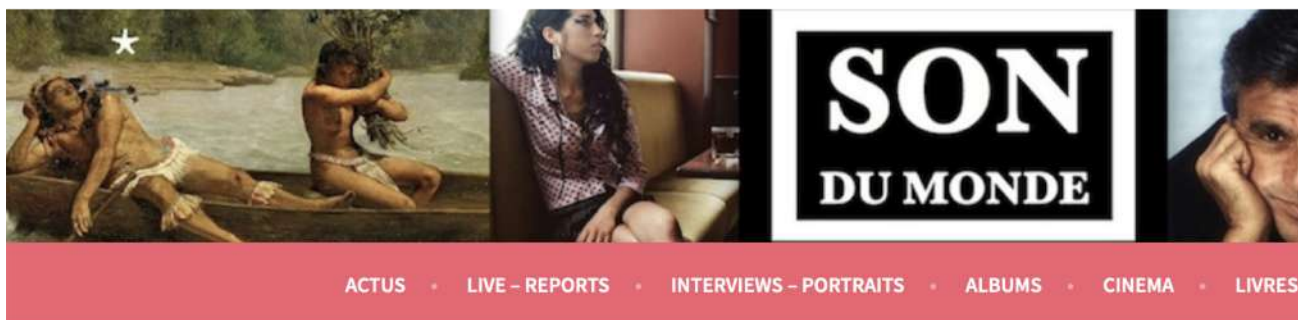 SON
DU MONDE
ACTUS • LIVE – REPORTS • INTERVIEWS – PORTRAITS • ALBUMS • CINEMA • LIVRES